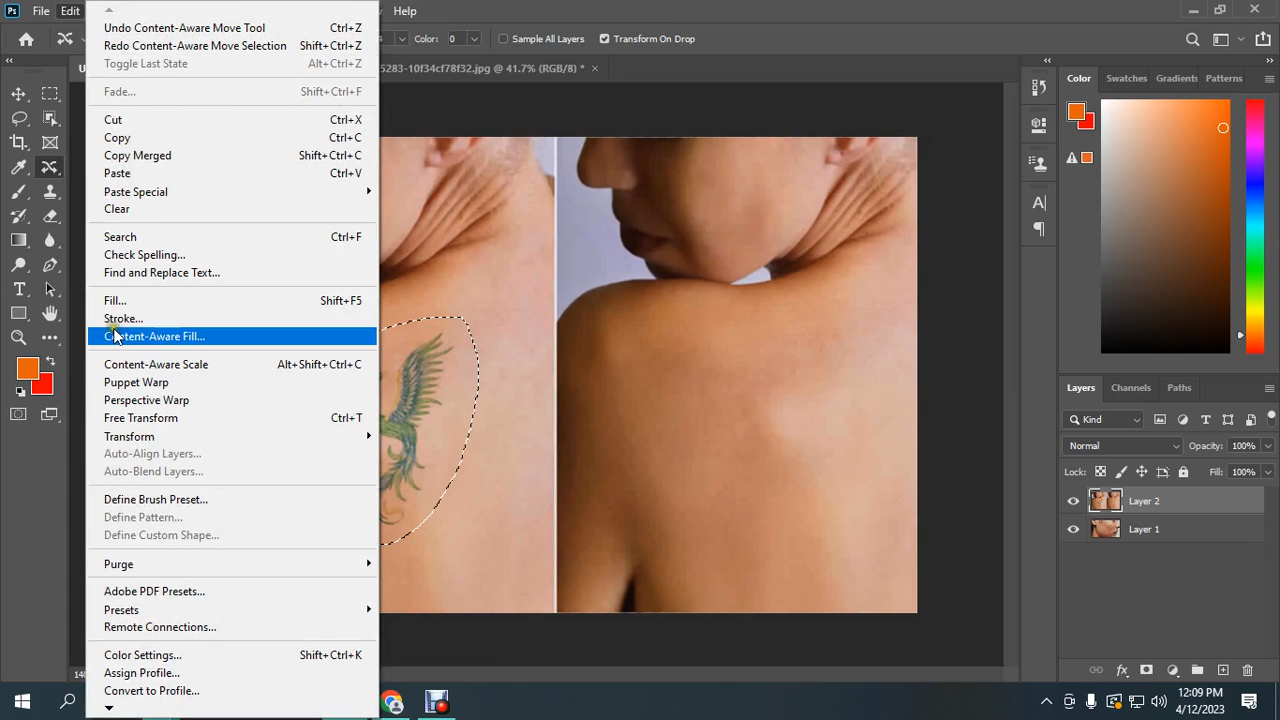 Ps File Edit Help
Color: 0 Sample All Layers Transform On Drop
5283-10f34cf78f32.jpg @ 41.7% (RGB/8) *
Undo Content-Aware Move Tool Ctrl+Z
Redo Content-Aware Move Selection Shift+Ctrl+Z
Toggle Last State Alt+Ctrl+Z
Fade... Shift+Ctrl+F
Cut Ctrl+X
Copy Ctrl+C
Copy Merged Shift+Ctrl+C
Paste Ctrl+V
Paste Special
Clear
Search Ctrl+F
Check Spelling...
Find and Replace Text...
Fill... Shift+F5
Stroke...
Content-Aware Fill...
Content-Aware Scale Alt+Shift+Ctrl+C
Puppet Warp
Perspective Warp
Free Transform Ctrl+T
Transform
Auto-Align Layers...
Auto-Blend Layers...
Define Brush Preset...
Define Pattern...
Define Custom Shape...
Purge
Adobe PDF Presets...
Presets
Remote Connections...
Color Settings... Shift+Ctrl+K
Assign Profile...
Convert to Profile...
Color Swatches Gradients Patterns
Layers Channels Paths
Kind
Normal Opacity: 100%
Lock: Fill: 100%
Layer 2
Layer 1
12:09 PM
4/12/2023